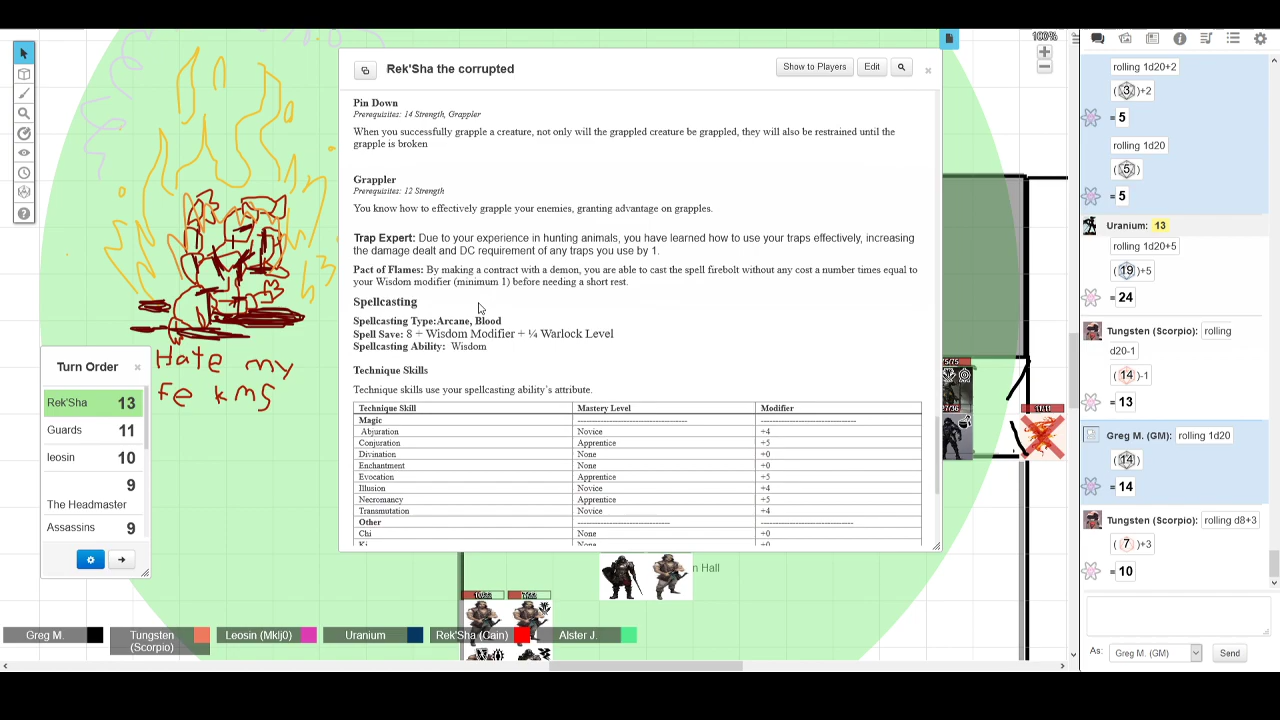 100%
Rek'Sha the corrupted
Show to Players
Edit
Pin Down
Prerequisites: 14 Strength, Grappler
When you successfully grapple a creature, not only will the grappled creature be grappled, they will also be restrained until the
grapple is broken
Grappler
Prerequisites: 12 Strength
You know how to effectively grapple your enemies, granting advantage on grapples.
Trap Expert: Due to your experience in hunting animals, you have learned how to use your traps effectively, increasing
the damage dealt and DC requirement of any traps you use by 1.
Pact of Flames: By making a contract with a demon, you are able to cast the spell firebolt without any cost a number times equal to
your Wisdom modifier (minimum 1) before needing a short rest.
Spellcasting
Spellcasting Type:Arcane, Blood
Spell Save: 8 + Wisdom Modifier + ¼ Warlock Level
Spellcasting Ability: Wisdom
Technique Skills
Technique skills use your spellcasting ability's attribute.
Technique Skill Mastery Level Modifier
Magic
Abjuration Novice +4
Conjuration Apprentice +5
Divination None +0
Enchantment None +0
Evocation Apprentice +5
Illusion Novice +4
Necromancy Apprentice +5
Transmutation Novice +4
Other
Chi None +0
Ki None +0
Hate my
fe kms
Turn Order
Rek'Sha 13
Guards 11
leosin 10
9
The Headmaster
Assassins 9
75/75
27/36
11/11
n Hall
Greg M.
Tungsten
(Scorpio)
Leosin (Mklj0)
Uranium
Rek'Sha (Cain)
Alster J.
rolling 1d20+2
(3)+2
= 5
rolling 1d20
(5)
= 5
Uranium: 13
rolling 1d20+5
(19)+5
= 24
Tungsten (Scorpio): rolling
d20-1
(14)-1
= 13
Greg M. (GM): rolling 1d20
(14)
= 14
Tungsten (Scorpio): rolling d8+3
(7)+3
= 10
As: Greg M. (GM) Send